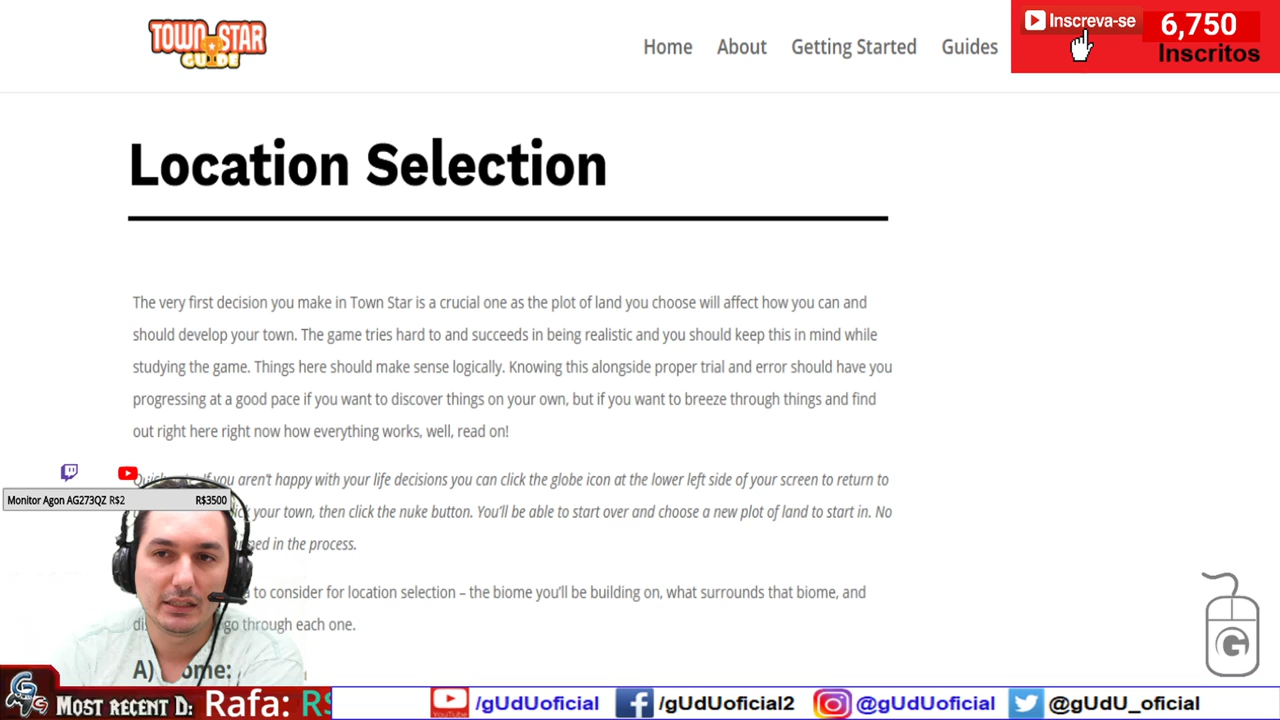 TOWN STAR
GUIDE
Home About Getting Started Guides
Inscreva-se
6,750
Inscritos
Location Selection
The very first decision you make in Town Star is a crucial one as the plot of land you choose will affect how you can and
should develop your town. The game tries hard to and succeeds in being realistic and you should keep this in mind while
studying the game. Things here should make sense logically. Knowing this alongside proper trial and error should have you
progressing at a good pace if you want to discover things on your own, but if you want to breeze through things and find
out right here right now how everything works, well, read on!
you aren't happy with your life decisions you can click the globe icon at the lower left side of your screen to return to
Monitor Agon AG273QZ R$2 R$3500
your town, then click the nuke button. You'll be able to start over and choose a new plot of land to start in. No
in the process.
to consider for location selection – the biome you'll be building on, what surrounds that biome, and
go through each one.
A)
Most recent D: Rafa: R$
/gUdUoficial /gUdUoficial2 @gUdUoficial @gUdU_oficial